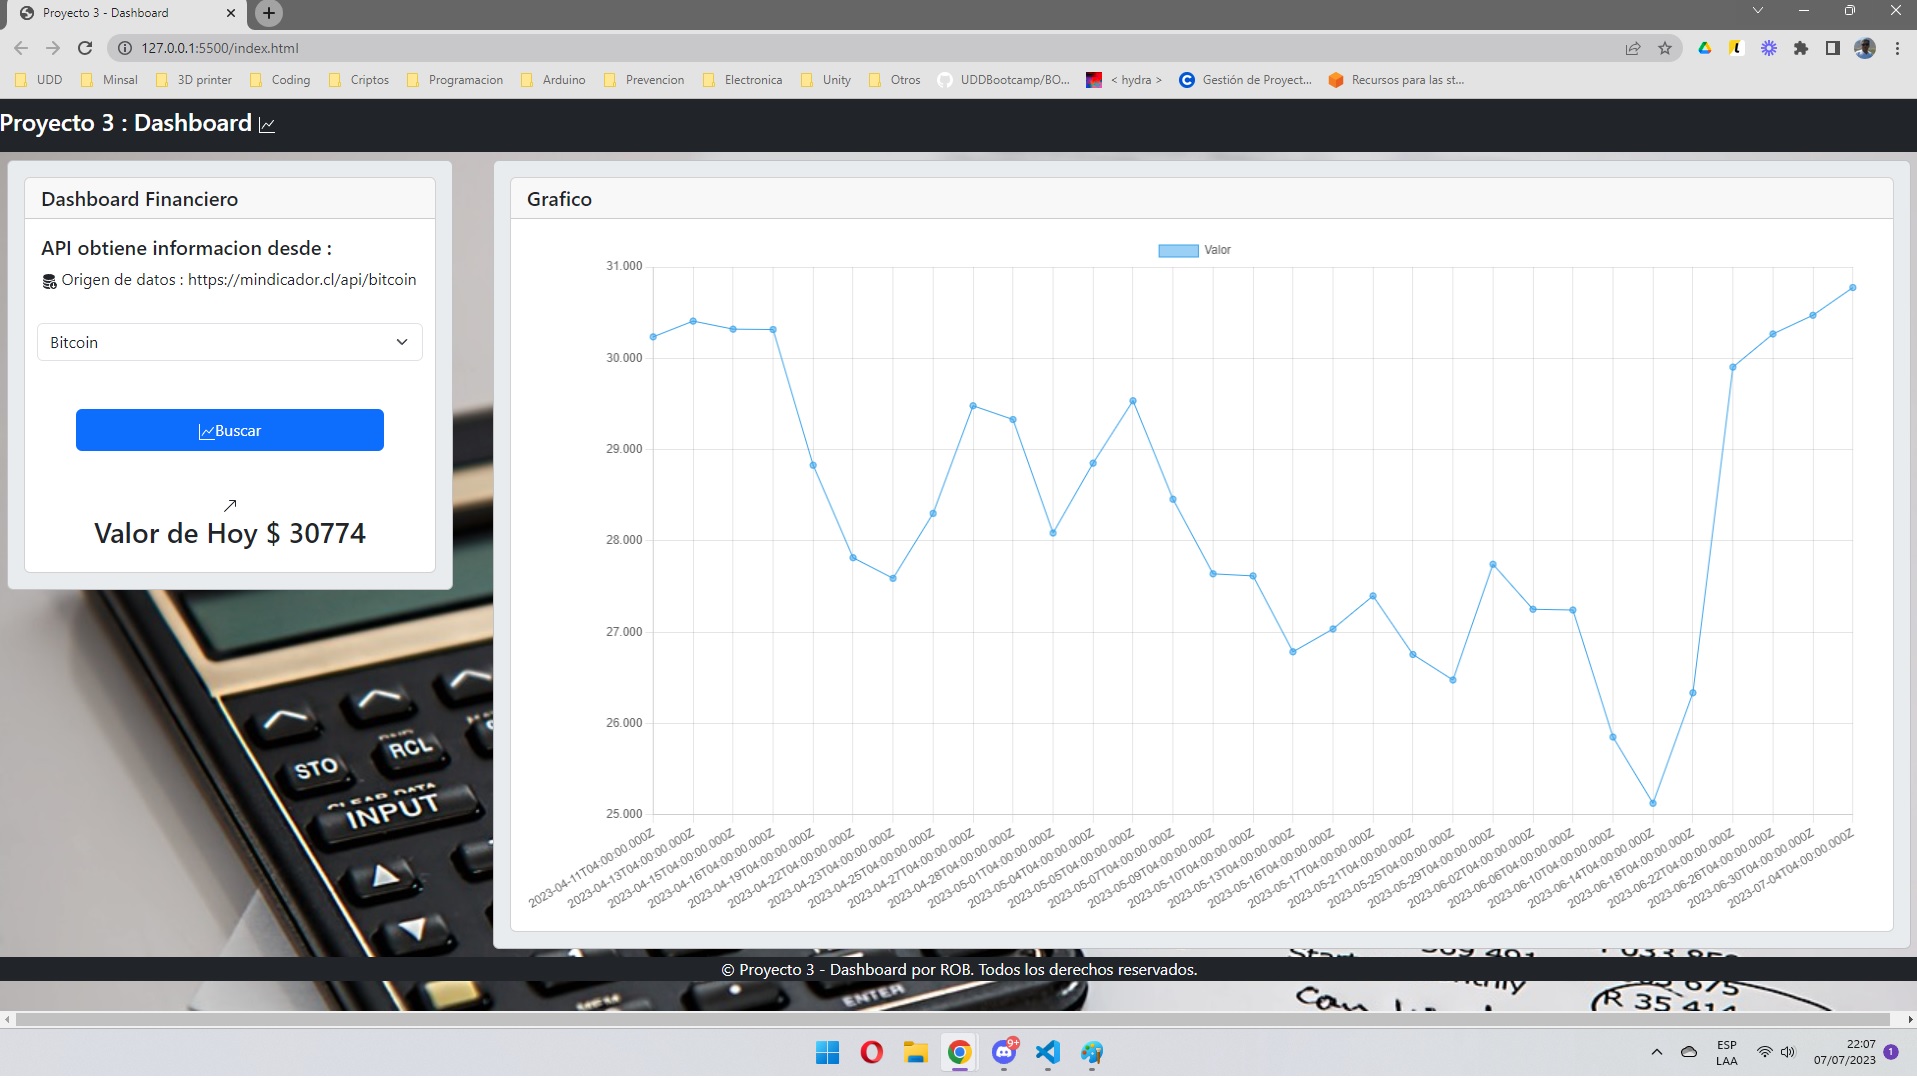 Proyecto 3 - Dashboard
127.0.0.1:5500/index.html
UDD Minsal 3D printer Coding Criptos Programacion Arduino Prevencion Electronica Unity Otros UDDBootcamp/BO... < hydra > Gestión de Proyect... Recursos para las st...
Proyecto 3 : Dashboard
Dashboard Financiero
API obtiene informacion desde :
Origen de datos : https://mindicador.cl/api/bitcoin
Bitcoin
Buscar
Valor de Hoy $ 30774
Grafico
Valor
31.000
30.000
29.000
28.000
27.000
26.000
25.000
2023-04-11T04:00:00.000Z
2023-04-13T04:00:00.000Z
2023-04-15T04:00:00.000Z
2023-04-16T04:00:00.000Z
2023-04-19T04:00:00.000Z
2023-04-22T04:00:00.000Z
2023-04-23T04:00:00.000Z
2023-04-25T04:00:00.000Z
2023-04-27T04:00:00.000Z
2023-04-28T04:00:00.000Z
2023-05-01T04:00:00.000Z
2023-05-04T04:00:00.000Z
2023-05-05T04:00:00.000Z
2023-05-07T04:00:00.000Z
2023-05-09T04:00:00.000Z
2023-05-10T04:00:00.000Z
2023-05-13T04:00:00.000Z
2023-05-16T04:00:00.000Z
2023-05-17T04:00:00.000Z
2023-05-21T04:00:00.000Z
2023-05-25T04:00:00.000Z
2023-05-29T04:00:00.000Z
2023-06-02T04:00:00.000Z
2023-06-06T04:00:00.000Z
2023-06-10T04:00:00.000Z
2023-06-14T04:00:00.000Z
2023-06-18T04:00:00.000Z
2023-06-22T04:00:00.000Z
2023-06-26T04:00:00.000Z
2023-06-30T04:00:00.000Z
2023-07-04T04:00:00.000Z
STO
RCL
CLEAR DATA
INPUT
ENTER
R 35 414
© Proyecto 3 - Dashboard por ROB. Todos los derechos reservados.
9+
ESP
LAA
22:07
07/07/2023
1